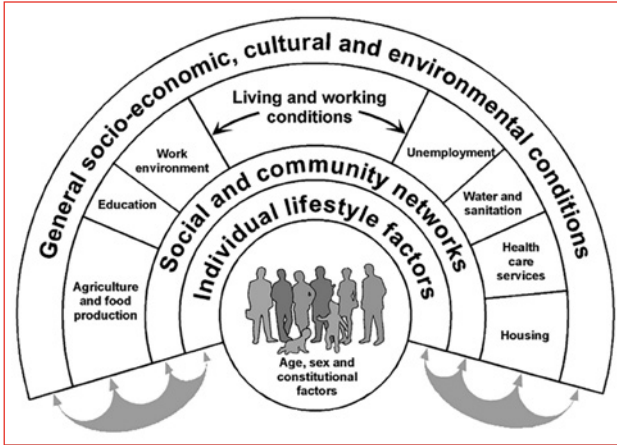 General socio-economic, cultural and environmental conditions
Living and working
conditions
Work
environment
Unemployment
Education
Water and
sanitation
Social and community networks
Individual lifestyle factors
Agriculture
and food
production
Health
care
services
Housing
Age, sex and
constitutional
factors